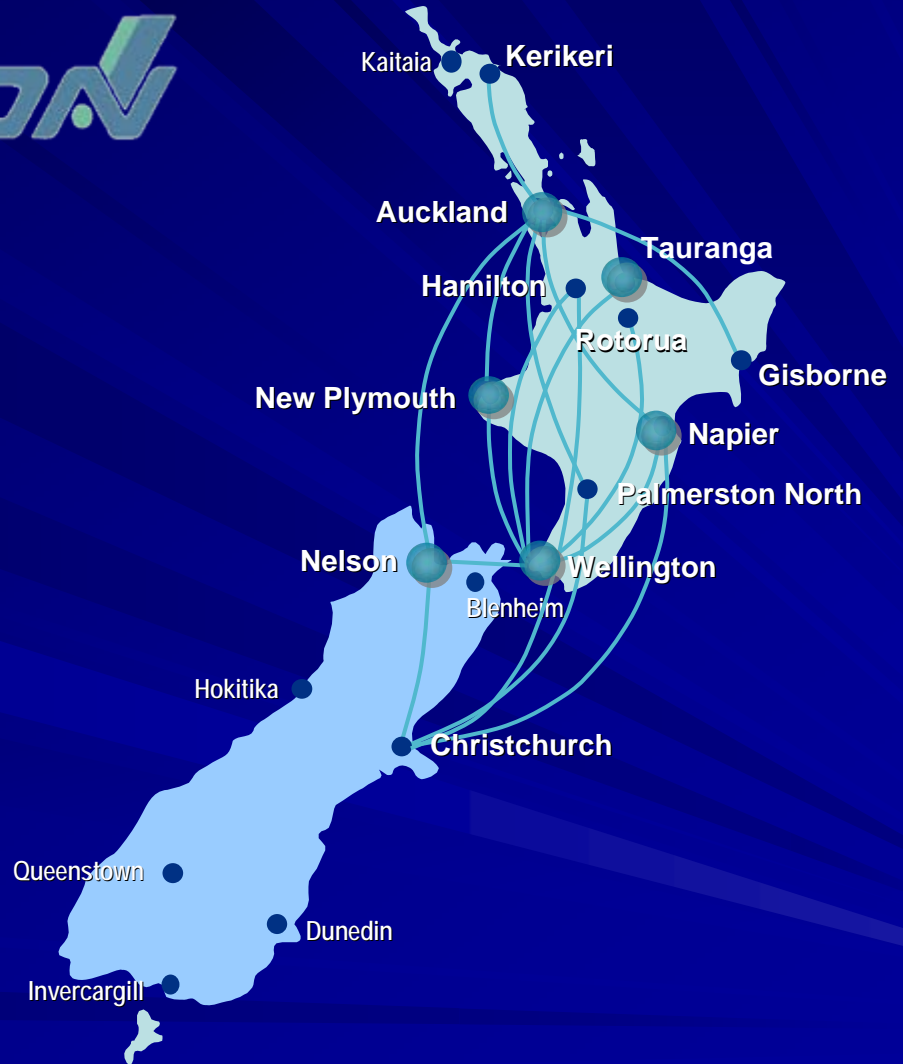 Kaitaia
Kerikeri
Auckland
Tauranga
Hamilton
Rotorua
Gisborne
New Plymouth
Napier
Palmerston North
Nelson
Wellington
Blenheim
Hokitika
Christchurch
Queenstown
Dunedin
Invercargill